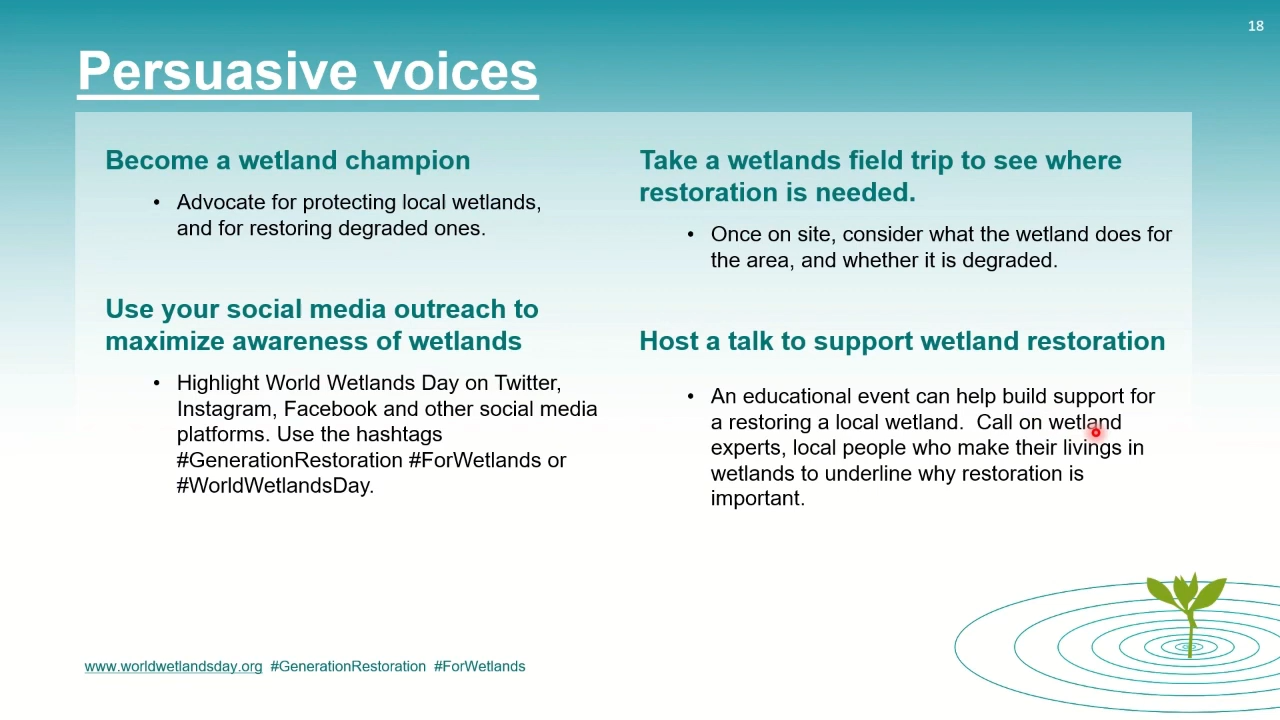 18
Persuasive voices
Become a wetland champion
• Advocate for protecting local wetlands,
and for restoring degraded ones.
Use your social media outreach to
maximize awareness of wetlands
• Highlight World Wetlands Day on Twitter,
Instagram, Facebook and other social media
platforms. Use the hashtags
#GenerationRestoration #ForWetlands or
#WorldWetlandsDay.
Take a wetlands field trip to see where
restoration is needed.
• Once on site, consider what the wetland does for
the area, and whether it is degraded.
Host a talk to support wetland restoration
• An educational event can help build support for
a restoring a local wetland.  Call on wetland
experts, local people who make their livings in
wetlands to underline why restoration is
important.
www.worldwetlandsday.org  #GenerationRestoration  #ForWetlands